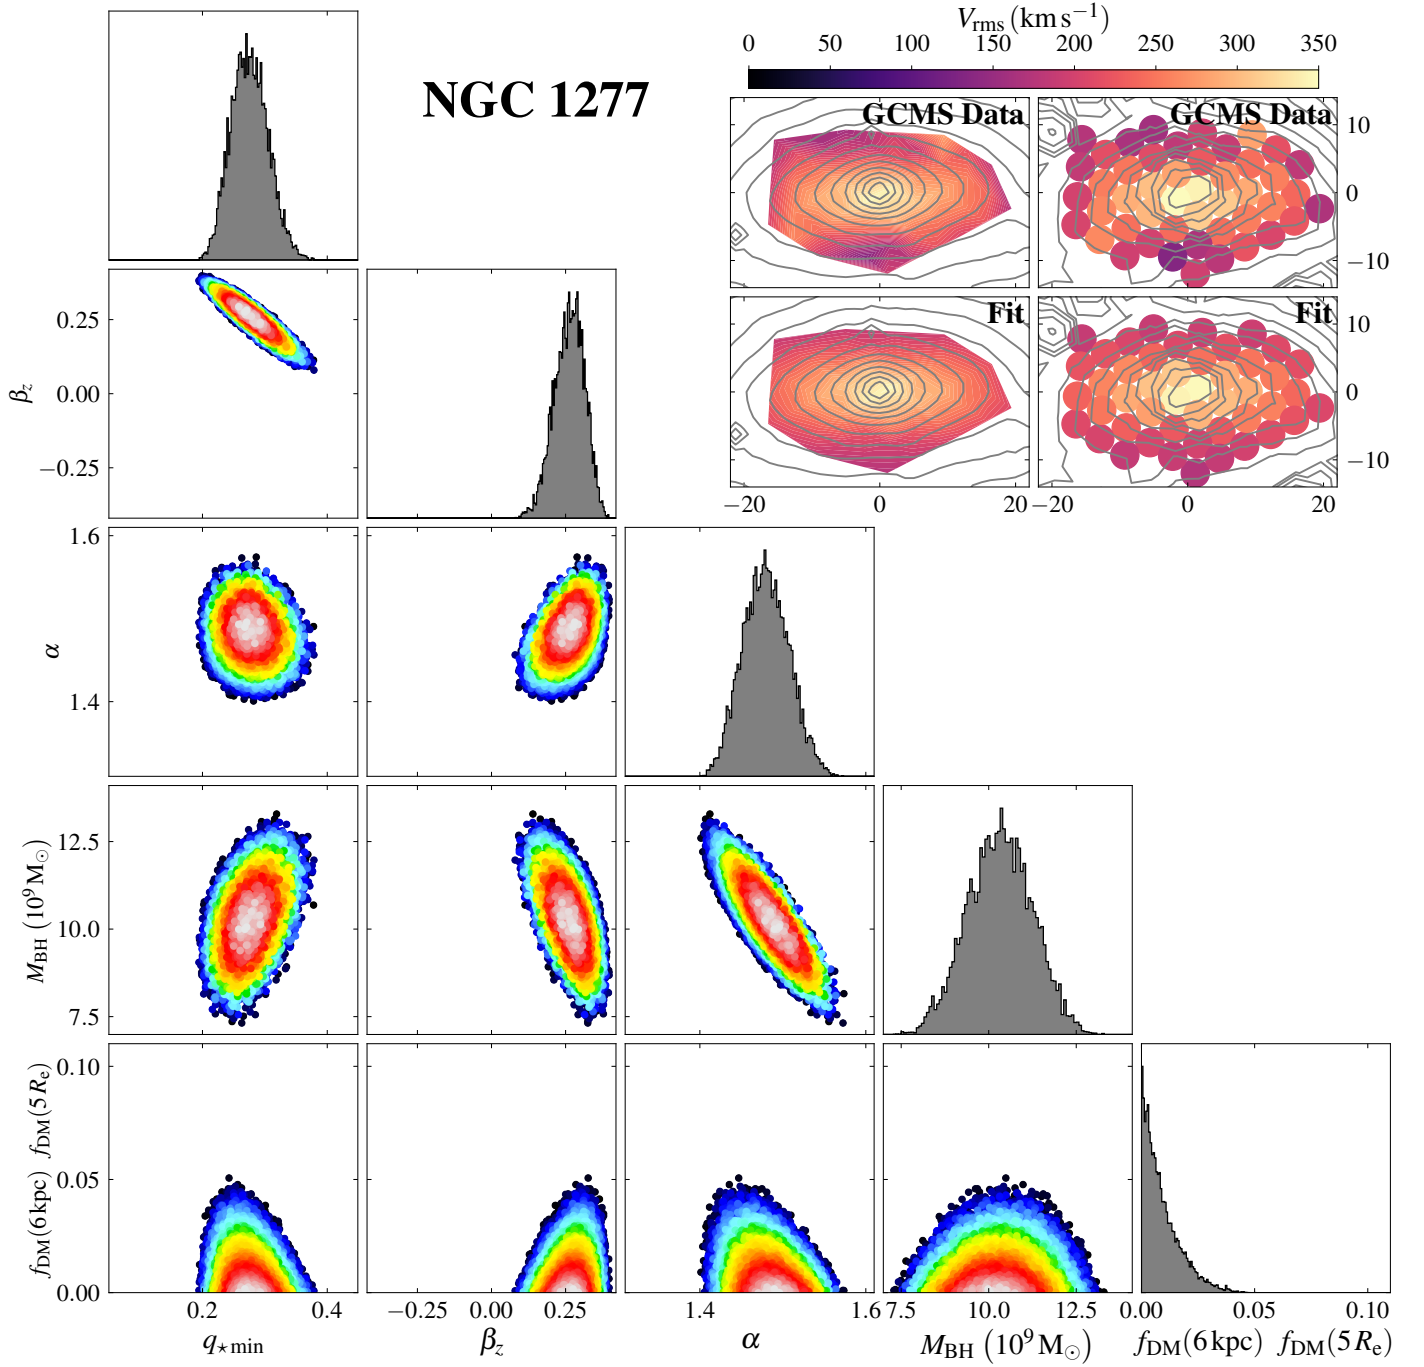 V_rms (km s⁻¹)
0 50 100 150 200 250 300 350
NGC 1277
GCMS Data GCMS Data
10
0
−10
Fit Fit
10
0
−10
−20 0 20 −20 0 20
β_z
0.25
0.00
−0.25
α
1.6
1.4
M_BH (10⁹ M_⊙)
12.5
10.0
7.5
f_DM(6 kpc) f_DM(5 R_e)
0.10
0.05
0.00
0.2 0.4
−0.25 0.00 0.25
1.4 1.6
7.5 10.0 12.5
0.00 0.05 0.10
q_⋆ min
β_z
α
M_BH (10⁹ M_⊙)
f_DM(6 kpc) f_DM(5 R_e)